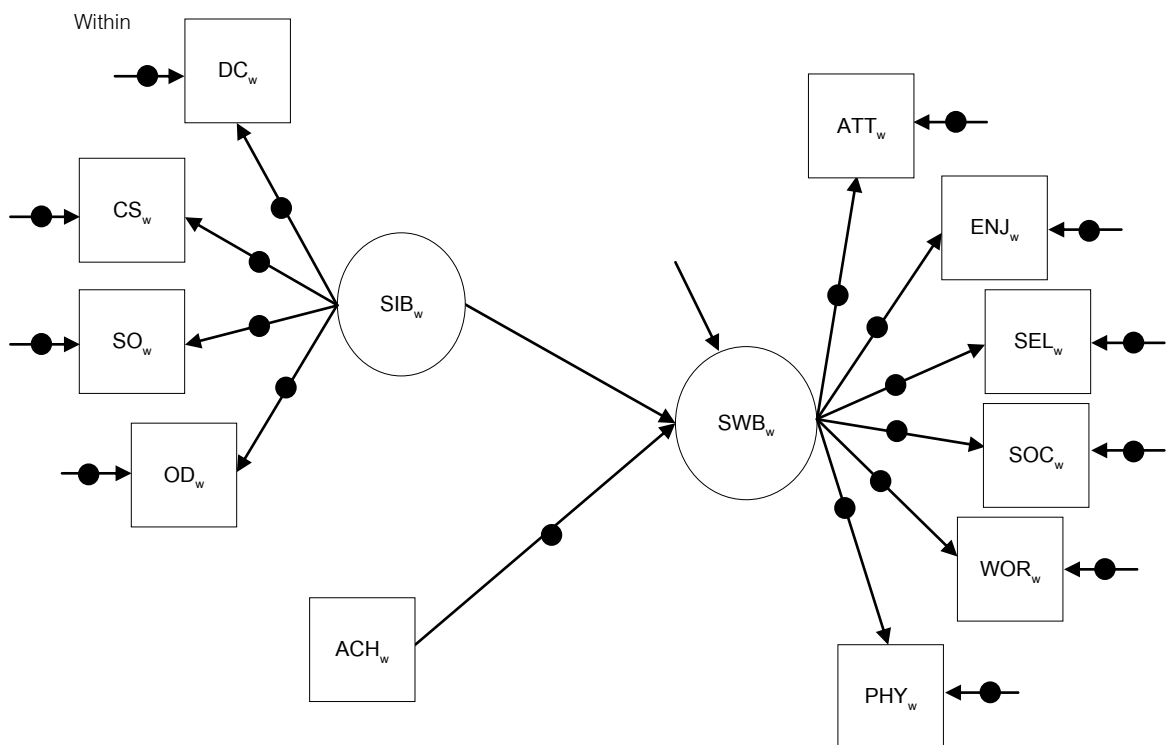 Within
DCw
ATTw
CSw
ENJw
SIBw
SOw
SELw
SWBw
SOCw
ODw
WORw
ACHw
PHYw